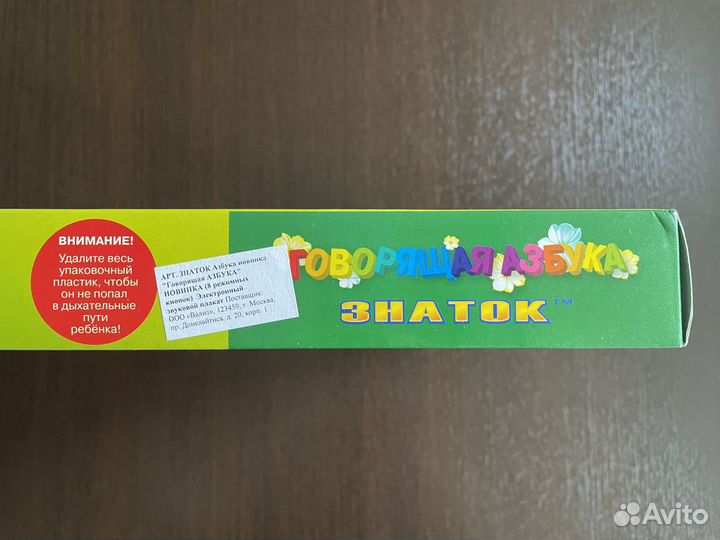 ВНИМАНИЕ!
Удалите весь
упаковочный
пластик, чтобы
он не попал
в дыхательные
пути
ребёнка!
АРТ. ЗНАТОК Азбука новинка
"Говорящая АЗБУКА"
НОВИНКА (8 режимных
кнопок) Электронный
звуковой плакат Поставщик:
ООО «Вализ», 123459, г. Москва,
пр. Донелайтиса, д. 20, корп. 1
ГОВОРЯЩАЯ АЗБУКА
ЗНАТОК™
Avito